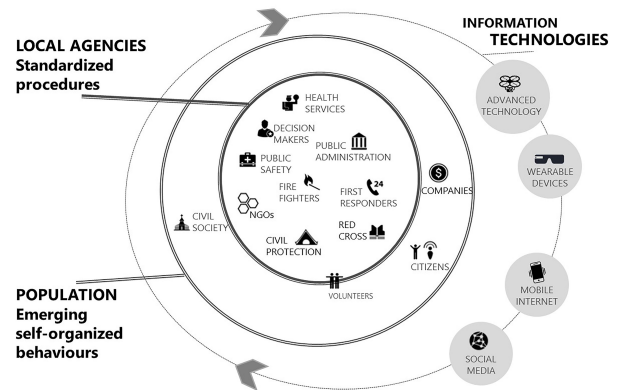 LOCAL AGENCIES
Standardized
procedures
INFORMATION
TECHNOLOGIES
ADVANCED
TECHNOLOGY
WEARABLE
DEVICES
MOBILE
INTERNET
SOCIAL
MEDIA
HEALTH
SERVICES
DECISION
MAKERS
PUBLIC
ADMINISTRATION
PUBLIC
SAFETY
FIRE
FIGHTERS
24
FIRST
RESPONDERS
NGOs
RED
CROSS
CIVIL
PROTECTION
$
COMPANIES
CIVIL
SOCIETY
CITIZENS
VOLUNTEERS
POPULATION
Emerging
self-organized
behaviours